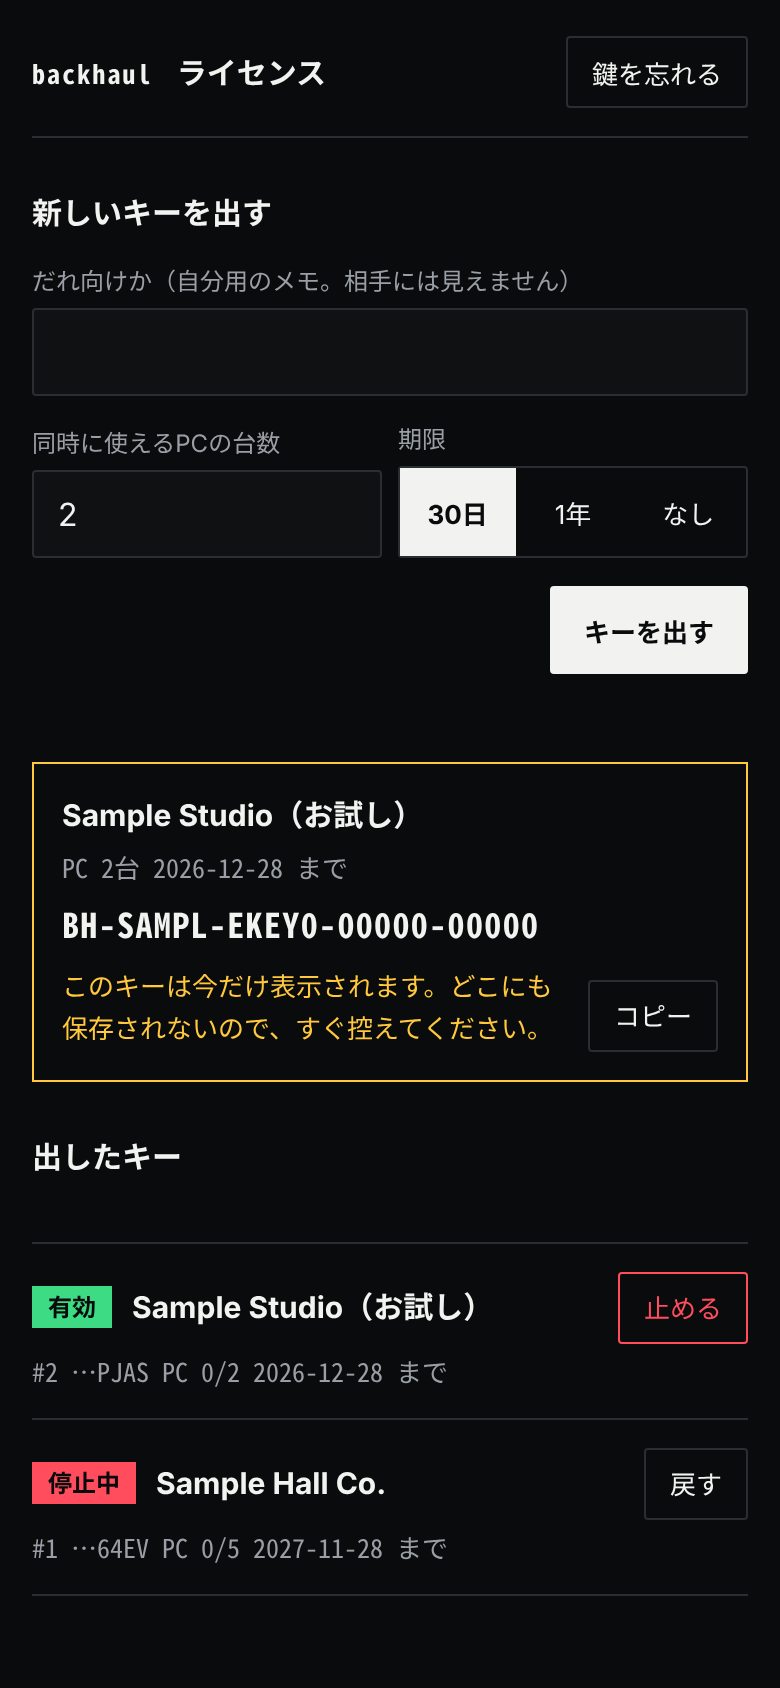 backhaul ライセンス
鍵を忘れる
新しいキーを出す
だれ向けか（自分用のメモ。相手には見えません）
同時に使えるPCの台数
期限
2
30日 1年 なし
キーを出す
Sample Studio（お試し）
PC 2台 2026-12-28 まで
BH-SAMPL-EKEY0-00000-00000
このキーは今だけ表示されます。どこにも
保存されないので、すぐ控えてください。
コピー
出したキー
有効 Sample Studio（お試し）
止める
#2 …PJAS PC 0/2 2026-12-28 まで
停止中 Sample Hall Co.
戻す
#1 …64EV PC 0/5 2027-11-28 まで